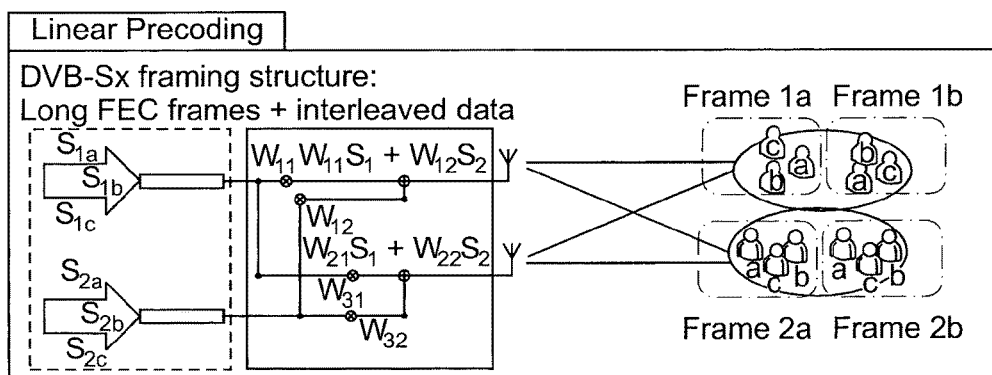 Linear Precoding
DVB-Sx framing structure:
Long FEC frames + interleaved data
Frame 1a Frame 1b
S1a
S1b
S1c
W11 W11S1 + W12S2
W12
W21S1 + W22S2
W31
W32
S2a
S2b
S2c
c
a
b
b
a
c
a
c
b
a
c
b
Frame 2a Frame 2b